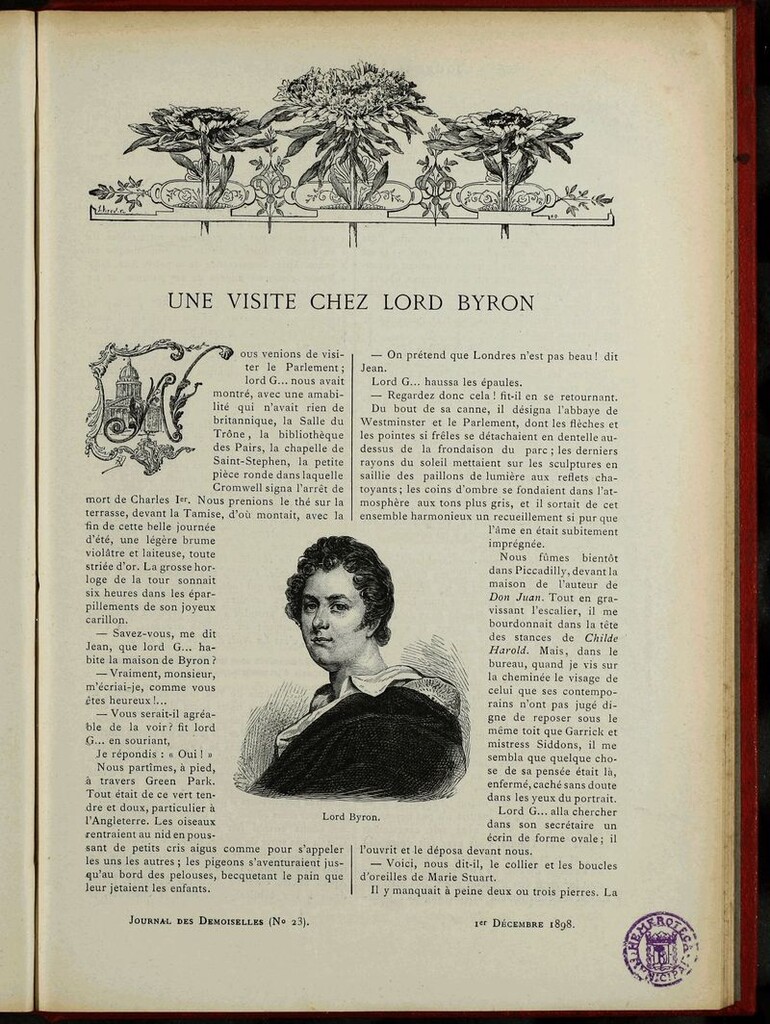 UNE VISITE CHEZ LORD BYRON
Nous venions de visi-
ter le Parlement ;
lord G... nous avait
montré, avec une amabi-
lité qui n'avait rien de
britannique, la Salle du
Trône, la bibliothèque
des Pairs, la chapelle de
Saint-Stephen, la petite
pièce ronde dans laquelle
Cromwell signa l'arrêt de
mort de Charles Ier. Nous prenions le thé sur la
terrasse, devant la Tamise, d'où montait, avec la
fin de cette belle journée
d'été, une légère brume
violâtre et laiteuse, toute
striée d'or. La grosse hor-
loge de la tour sonnait
six heures dans les épar-
pillements de son joyeux
carillon.
— Savez-vous, me dit
Jean, que lord G... ha-
bite la maison de Byron ?
— Vraiment, monsieur,
m'écriai-je, comme vous
êtes heureux !...
— Vous serait-il agréa-
ble de la voir ? fit lord
G... en souriant,
Je répondis : « Oui ! »
Nous partîmes, à pied,
à travers Green Park.
Tout était de ce vert ten-
dre et doux, particulier à
l'Angleterre. Les oiseaux
rentraient au nid en pous-
sant de petits cris aigus comme pour s'appeler
les uns les autres ; les pigeons s'aventuraient jus-
qu'au bord des pelouses, becquetant le pain que
leur jetaient les enfants.
— On prétend que Londres n'est pas beau ! dit
Jean.
Lord G... haussa les épaules.
— Regardez donc cela ! fit-il en se retournant.
Du bout de sa canne, il désigna l'abbaye de
Westminster et le Parlement, dont les flèches et
les pointes si frêles se détachaient en dentelle au-
dessus de la frondaison du parc ; les derniers
rayons du soleil mettaient sur les sculptures en
saillie des paillons de lumière aux reflets cha-
toyants ; les coins d'ombre se fondaient dans l'at-
mosphère aux tons plus gris, et il sortait de cet
ensemble harmonieux un recueillement si pur que
l'âme en était subitement
imprégnée.
Nous fûmes bientôt
dans Piccadilly, devant la
maison de l'auteur de
Don Juan. Tout en gra-
vissant l'escalier, il me
bourdonnait dans la tête
des stances de Childe
Harold. Mais, dans le
bureau, quand je vis sur
la cheminée le visage de
celui que ses contempo-
rains n'ont pas jugé di-
gne de reposer sous le
même toit que Garrick et
mistress Siddons, il me
sembla que quelque cho-
se de sa pensée était là,
enfermé, caché sans doute
dans les yeux du portrait.
Lord G... alla chercher
dans son secrétaire un
écrin de forme ovale ; il
l'ouvrit et le déposa devant nous.
— Voici, nous dit-il, le collier et les boucles
d'oreilles de Marie Stuart.
Il y manquait à peine deux ou trois pierres. La
Lord Byron.
JOURNAL DES DEMOISELLES (No 23).
1er DÉCEMBRE 1898.
HEMEROTECA
MUNICIPAL